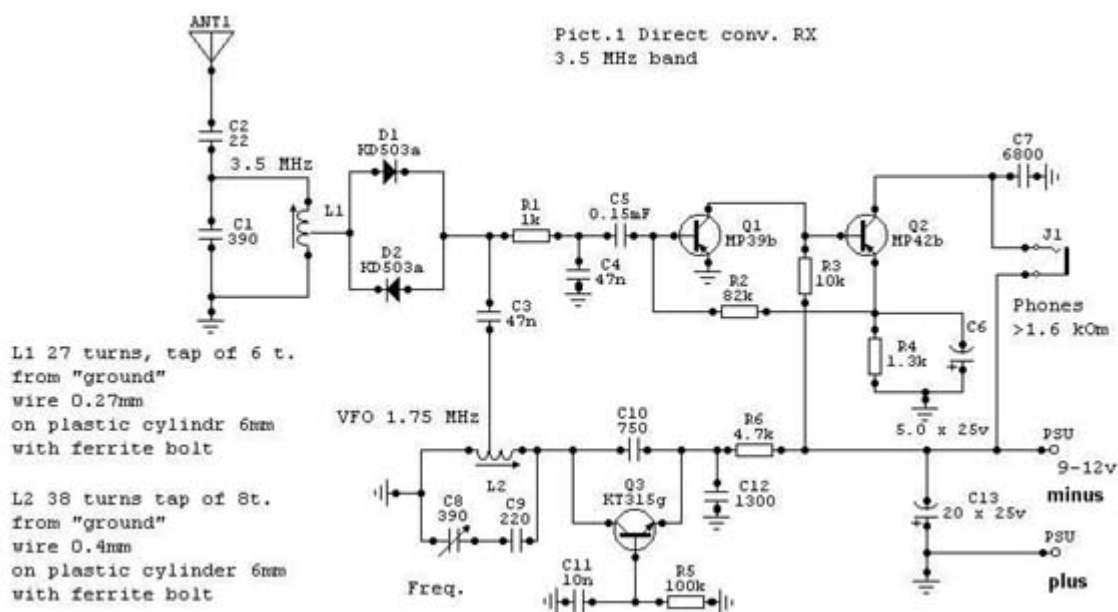 ANT1
Pict.1 Direct conv. RX
3.5 MHz band
C2
22
3.5 MHz
L1
C1
390
D1
KD503a
D2
KD503a
R1
1k
C5
0.15mF
C4
47n
C3
47n
Q1
MP39b
Q2
MP42b
R2
82k
R3
10k
R4
1.3k
C6
5.0 x 25v
C7
6800
J1
Phones
>1.6 kOm
L1 27 turns, tap of 6 t.
from "ground"
wire 0.27mm
on plastic cylindr 6mm
with ferrite bolt
L2 38 turns tap of 8t.
from "ground"
wire 0.4mm
on plastic cylinder 6mm
with ferrite bolt
VFO 1.75 MHz
L2
C8
390
C9
220
Freq.
C10
750
Q3
KT315g
C11
10n
R5
100k
C12
1300
R6
4.7k
C13
20 x 25v
PSU
9-12v
minus
PSU
plus